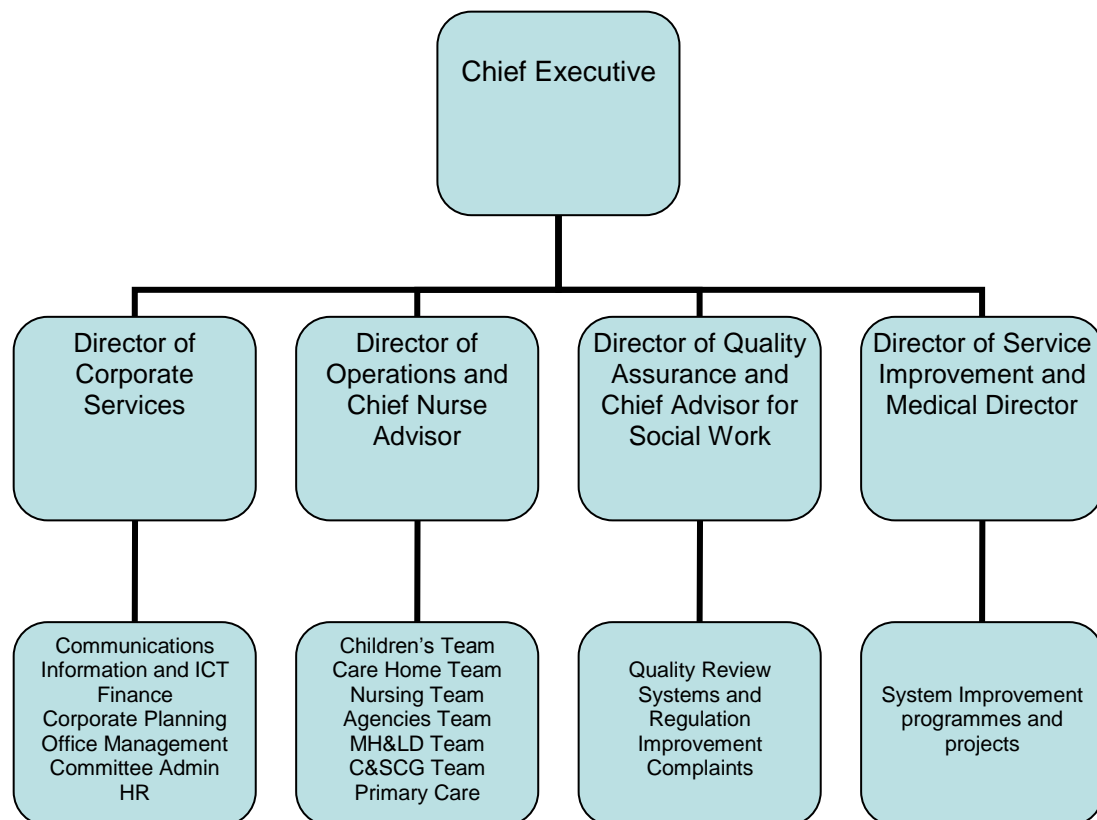 Chief Executive
Director of
Corporate
Services
Director of
Operations and
Chief Nurse
Advisor
Director of Quality
Assurance and
Chief Advisor for
Social Work
Director of Service
Improvement and
Medical Director
Communications
Information and ICT
Finance
Corporate Planning
Office Management
Committee Admin
HR
Children’s Team
Care Home Team
Nursing Team
Agencies Team
MH&LD Team
C&SCG Team
Primary Care
Quality Review
Systems and
Regulation
Improvement
Complaints
System Improvement
programmes and
projects